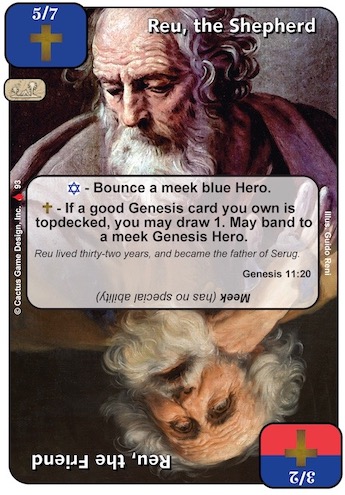 5/7
Reu, the Shepherd
✡ - Bounce a meek blue Hero.
✝ - If a good Genesis card you own is
topdecked, you may draw 1. May band to
a meek Genesis Hero.
Reu lived thirty-two years, and became the father of Serug.
Genesis 11:20
Meek (has no special ability)
© Cactus Game Design, Inc. 93
Illus. Guido Reni
Reu, the Friend
3/2